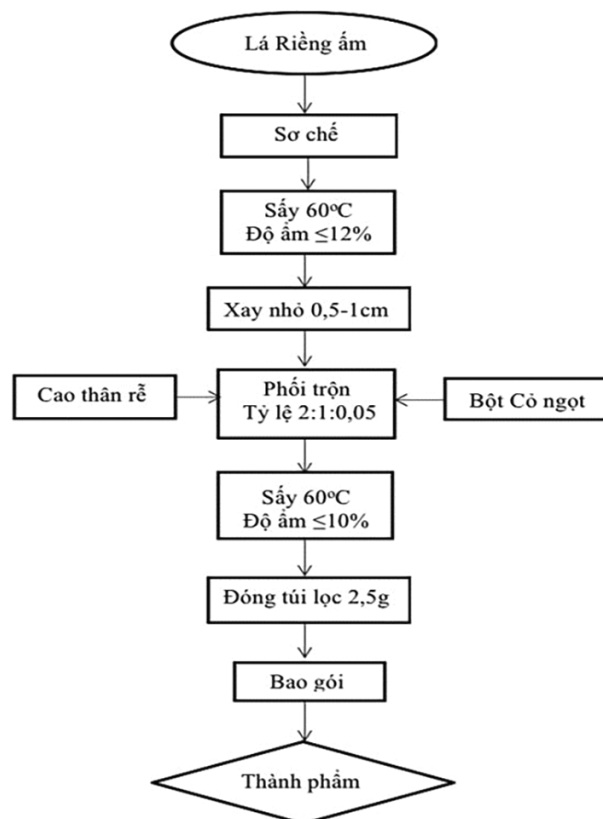 Lá Riềng ấm
Sơ chế
Sấy 60°C
Độ ẩm ≤12%
Xay nhỏ 0,5-1cm
Cao thân rễ
Phối trộn
Tỷ lệ 2:1:0,05
Bột Cỏ ngọt
Sấy 60°C
Độ ẩm ≤10%
Đóng túi lọc 2,5g
Bao gói
Thành phẩm